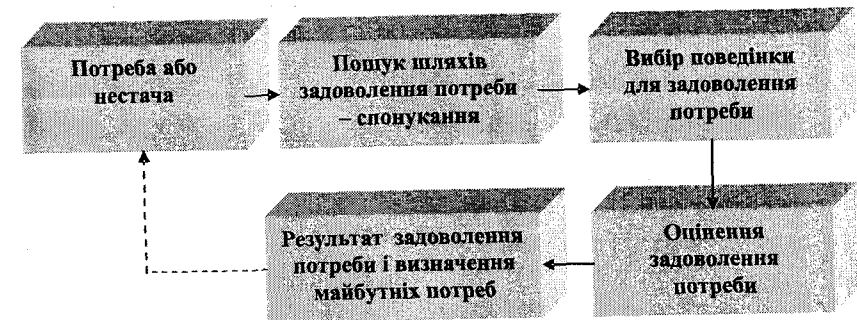 Потреба або
нестача
Пошук шляхів
задоволення потреби
– спонукання
Вибір поведінки
для задоволення
потреби
Оцінення
задоволення
потреби
Результат задоволення
потреби і визначення
майбутніх потреб